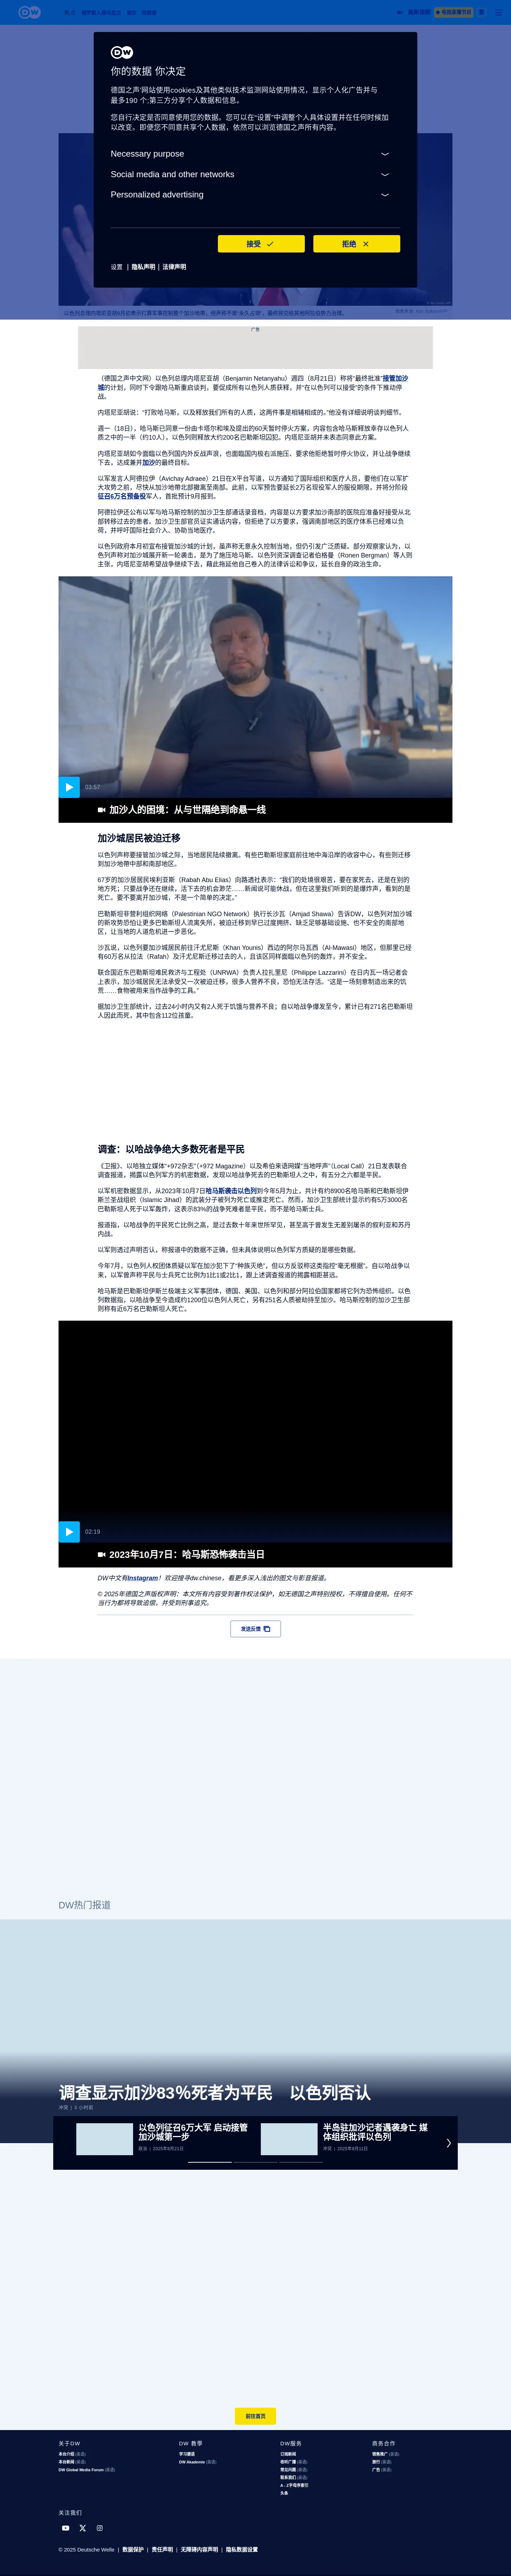 DW
你的数据 你决定
德国之声’网站使用cookies及其他类似技术监测网站使用情况，显示个人化广告并与
最多190 个;第三方分享个人数据和信息。
您自行决定是否同意使用您的数据。您可以在“设置”中调整个人具体设置并在任何时候加
以改变。即便您不同意共享个人数据，依然可以浏览德国之声所有内容。
Necessary purpose
Social media and other networks
Personalized advertising
接受
拒绝
设置 | 隐私声明 | 法律声明
广告
（德国之声中文网）以色列总理内塔尼亚胡（Benjamin Netanyahu）週四（8月21日）称将“最终批准”接管加沙
城的计划，同时下令跟哈马斯重启谈判，要促成所有以色列人质获释，并“在以色列可以接受”的条件下推动停
战。
内塔尼亚胡说：“打败哈马斯，以及释放我们所有的人质，这两件事是相辅相成的。”他没有详细说明谈判细节。
週一（18日），哈马斯已同意一份由卡塔尔和埃及提出的60天暂时停火方案，内容包含哈马斯释放幸存以色列人
质之中的一半（约10人），以色列则释放大约200名巴勒斯坦囚犯。内塔尼亚胡并未表态同意此方案。
内塔尼亚胡如今面临以色列国内外反战声浪，也面临国内极右派施压、要求他拒绝暂时停火协议，并让战争继续
下去，达成兼并加沙的最终目标。
以军发言人阿德拉伊（Avichay Adraee）21日在X平台写道，以方通知了国际组织和医疗人员，要他们在以军扩
大攻势之前，尽快从加沙地帶北部撤离至南部。此前，以军预告要延长2万名现役军人的服役期限，并将分阶段
征召6万名预备役军人，首批预计9月报到。
阿德拉伊还公布以军与哈马斯控制的加沙卫生部通话录音档，内容是以方要求加沙南部的医院应准备好接受从北
部转移过去的患者。加沙卫生部官员证实通话内容，但拒绝了以方要求，强调南部地区的医疗体系已经难以负
荷，并呼吁国际社会介入、协助当地医疗。
以色列政府本月初宣布接管加沙城的计划，虽声称无意永久控制当地，但仍引发广泛质疑。部分观察家认为，以
色列声称对加沙城展开新一轮袭击，是为了施压哈马斯。以色列资深调查记者伯格曼（Ronen Bergman）等人则
主张，内塔尼亚胡希望战争继续下去，藉此拖延他自己卷入的法律诉讼和争议，延长自身的政治生命。
03:57
加沙人的困境：从与世隔绝到命悬一线
加沙城居民被迫迁移
以色列声称要接管加沙城之际，当地居民陆续撤离。有些巴勒斯坦家庭前往地中海沿岸的收容中心，有些则迁移
到加沙地帶中部和南部地区。
67岁的加沙居居民埃利亚斯（Rabah Abu Elias）向路透社表示：“我们的处境很艰苦，要在家死去，还是在别的
地方死；只要战争还在继续，活下去的机会渺茫……新闻说可能休战，但在这里我们听到的是爆炸声，看到的是
死亡。要不要离开加沙城，不是一个简单的决定。”
巴勒斯坦非营利组织网络（Palestinian NGO Network）执行长沙瓦（Amjad Shawa）告诉DW，以色列对加沙城
的新攻势恐怕让更多巴勒斯坦人流离失所，被迫迁移到早已过度拥挤、缺乏足够基础设施、也不安全的南部地
区，让当地的人道危机进一步恶化。
沙瓦说，以色列要加沙城居民前往汗尤尼斯（Khan Younis）西边的阿尔马瓦西（Al-Mawasi）地区，但那里已经
有60万名从拉法（Rafah）及汗尤尼斯迁移过去的人，且该区同样面临以色列的轰炸，并不安全。
联合国近东巴勒斯坦难民救济与工程处（UNRWA）负责人拉扎里尼（Philippe Lazzarini）在日内瓦一场记者会
上表示，加沙城居民无法承受又一次被迫迁移，很多人营养不良，恐怕无法存活。“这是一场刻意制造出来的饥
荒……食物被用来当作战争的工具。”
据加沙卫生部统计，过去24小时内又有2人死于饥饿与营养不良；自以哈战争爆发至今，累计已有271名巴勒斯坦
人因此而死，其中包含112位孩童。
调查：以哈战争绝大多数死者是平民
《卫报》、以哈独立媒体“+972杂志”（+972 Magazine）以及希伯来语网媒“当地呼声”（Local Call）21日发表联合
调查报道，揭露以色列军方的机密数据，发现以哈战争死去的巴勒斯坦人之中，有五分之六都是平民。
以军机密数据显示，从2023年10月7日哈马斯袭击以色列到今年5月为止，共计有约8900名哈马斯和巴勒斯坦伊
斯兰圣战组织（Islamic Jihad）的武装分子被列为死亡或推定死亡。然而，加沙卫生部统计显示约有5万3000名
巴勒斯坦人死于以军轰炸，这表示83%的战争死难者是平民，而不是哈马斯士兵。
报道指，以哈战争的平民死亡比例之高，是过去数十年来世所罕见，甚至高于曾发生无差别屠杀的叙利亚和苏丹
内战。
以军则透过声明否认，称报道中的数据不正确，但未具体说明以色列军方质疑的是哪些数据。
今年7月，以色列人权团体质疑以军在加沙犯下了“种族灭绝”，但以方反驳称这类指控“毫无根据”。自以哈战争以
来，以军曾声称平民与士兵死亡比例为1比1或2比1，跟上述调查报道的揭露相距甚远。
哈马斯是巴勒斯坦伊斯兰极端主义军事团体，德国、美国、以色列和部分阿拉伯国家都将它列为恐怖组织。以色
列数据指，以哈战争至今造成约1200位以色列人死亡，另有251名人质被劫持至加沙。哈马斯控制的加沙卫生部
则称有近6万名巴勒斯坦人死亡。
02:19
2023年10月7日：哈马斯恐怖袭击当日
DW中文有Instagram！欢迎搜寻dw.chinese，看更多深入浅出的图文与影音报道。
© 2025年德国之声版权声明：本文所有内容受到著作权法保护，如无德国之声特别授权，不得擅自使用。任何不
当行为都将导致追偿，并受到刑事追究。
发送反馈
DW热门报道
调查显示加沙83％死者为平民 以色列否认
冲突 | 3 小时前
以色列征召6万大军 启动接管
加沙城第一步
政治 | 2025年8月21日
半岛驻加沙记者遇袭身亡 媒
体组织批评以色列
冲突 | 2025年8月11日
前往首页
关于DW
本台介绍 (英语)
本台新闻 (英语)
DW Global Media Forum (英语)
DW 教學
学习德语
DW Akademie (英语)
DW服务
订阅新闻
收听广播 (英语)
常见问题 (英语)
联系我们 (英语)
A - Z字母序索引
头条
商务合作
销售推广 (英语)
旅行 (英语)
广告 (英语)
关注我们
© 2025 Deutsche Welle | 数据保护 | 责任声明 | 无障碍内容声明 | 隐私数据设置